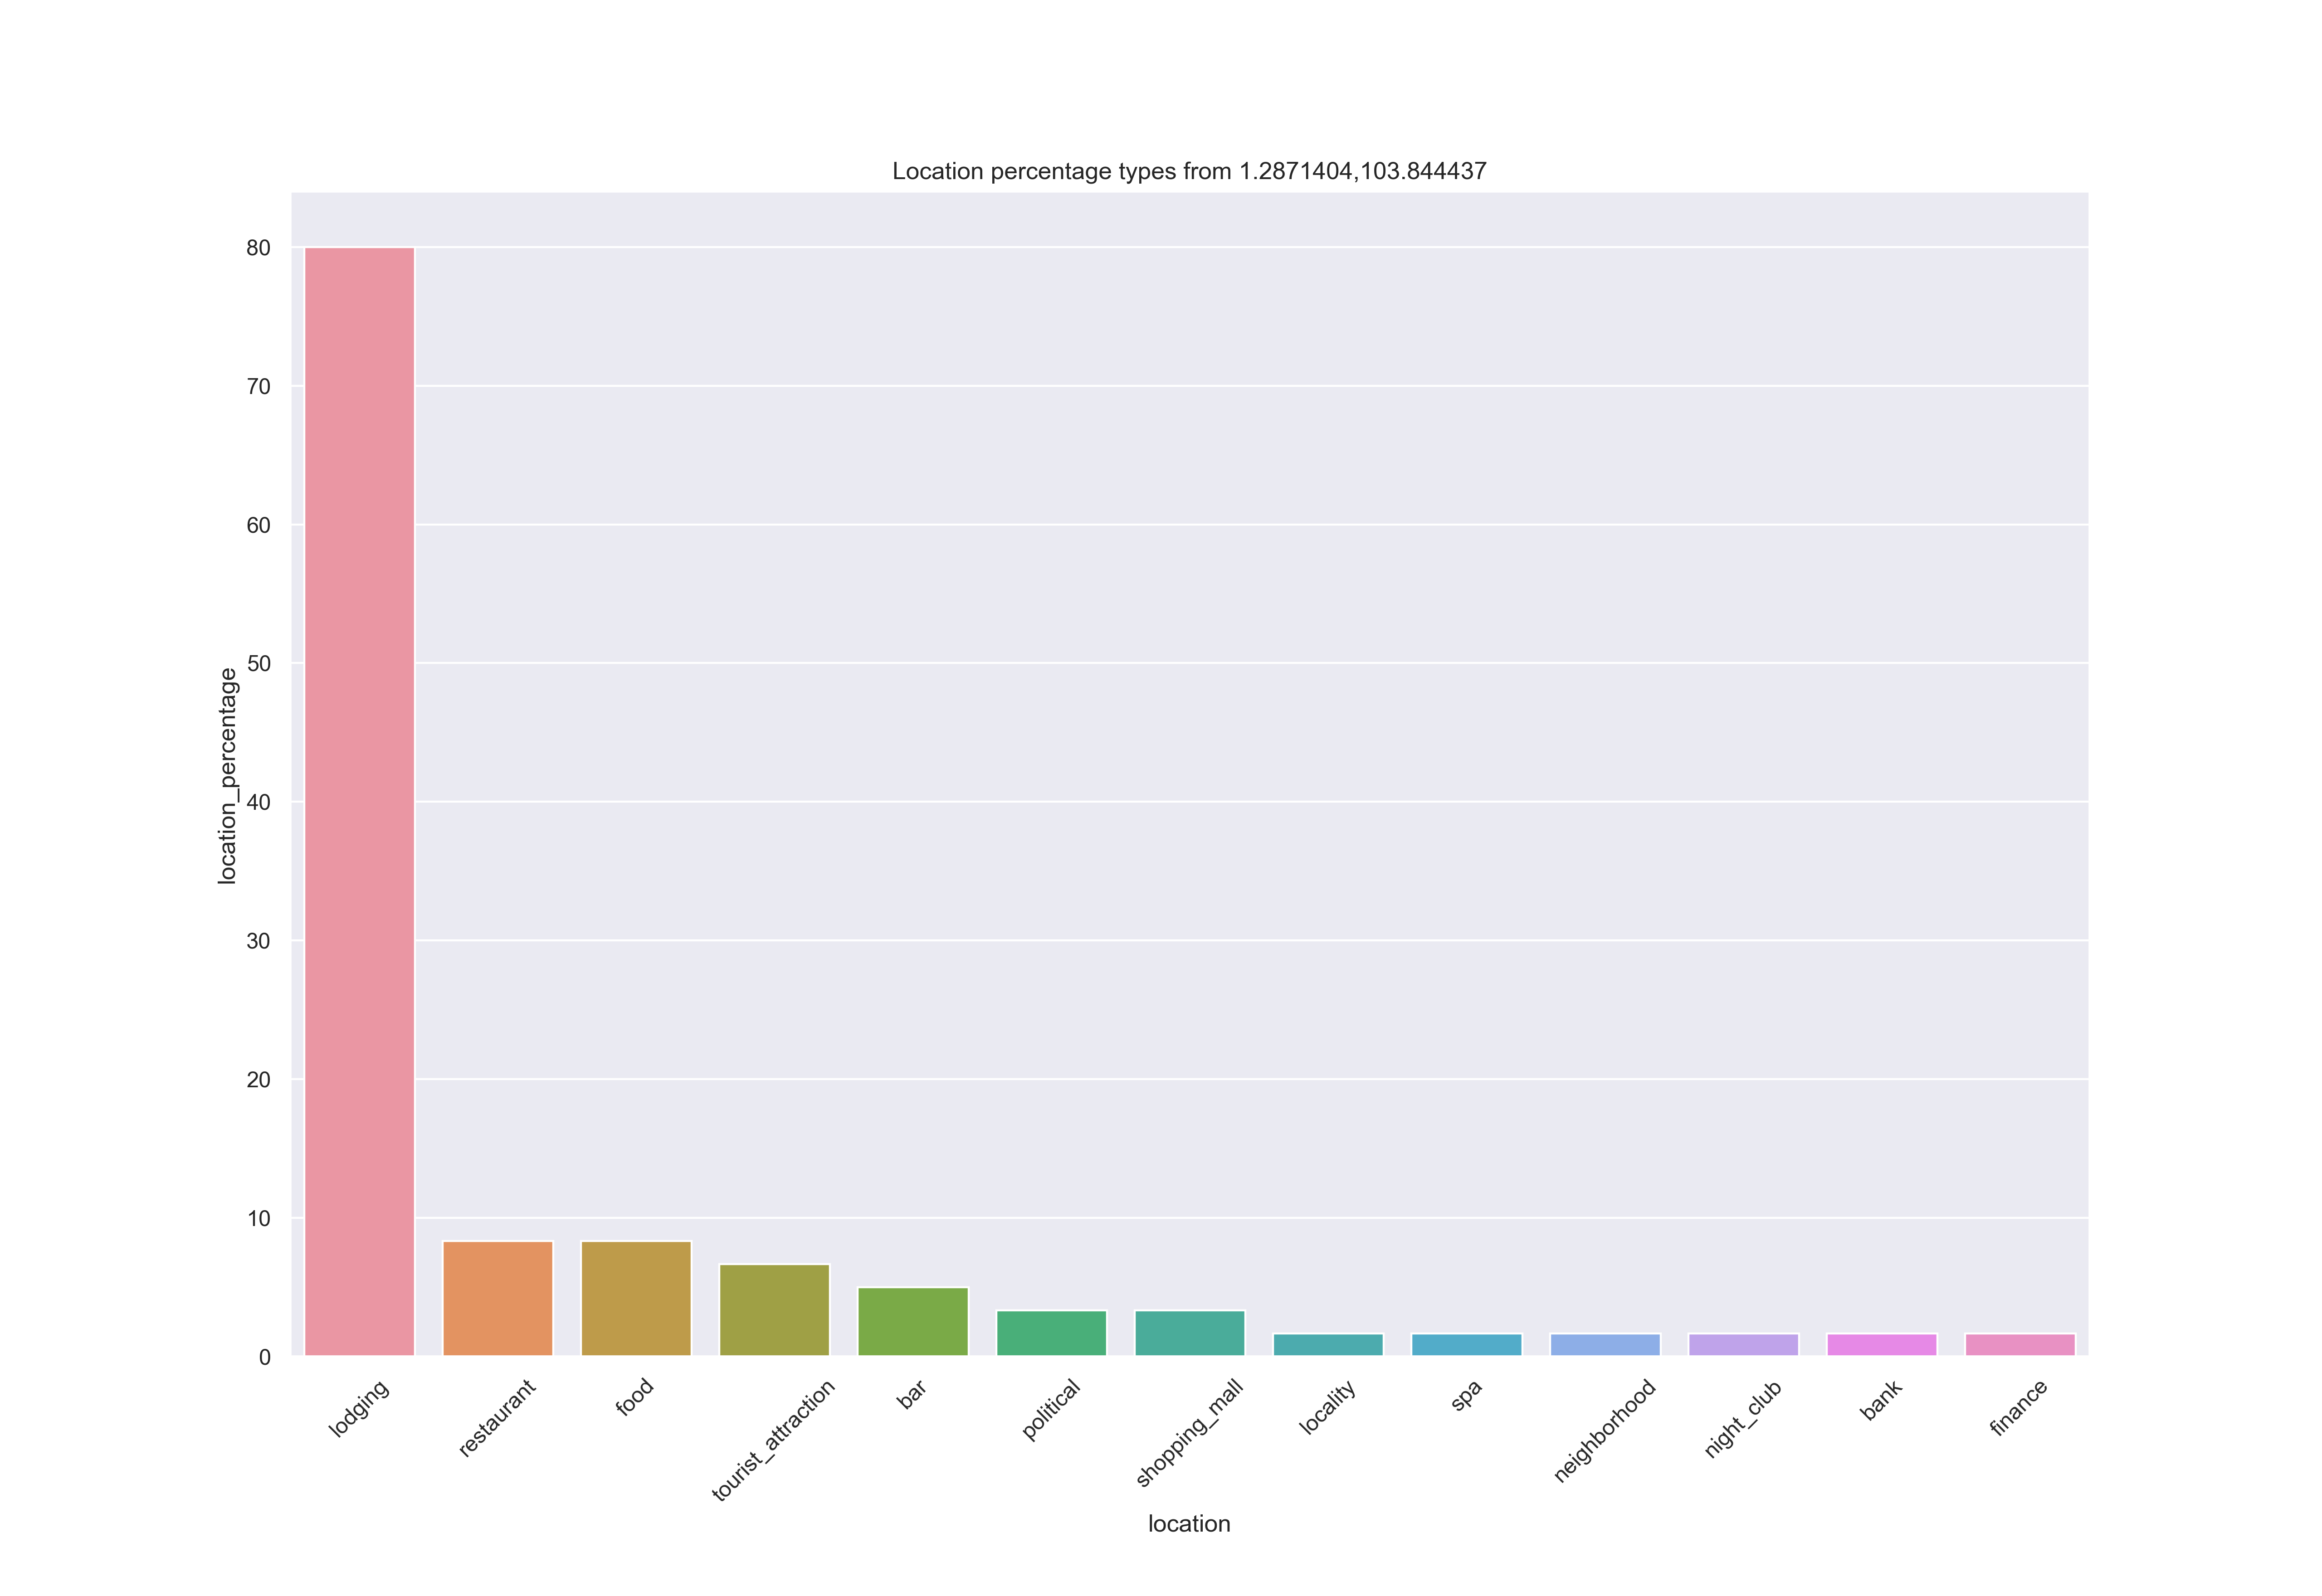 Location percentage types from 1.2871404,103.844437
location_percentage
80
70
60
50
40
30
20
10
0
lodging
restaurant
food
tourist_attraction
bar
political
shopping_mall
locality
spa
neighborhood
night_club
bank
finance
location